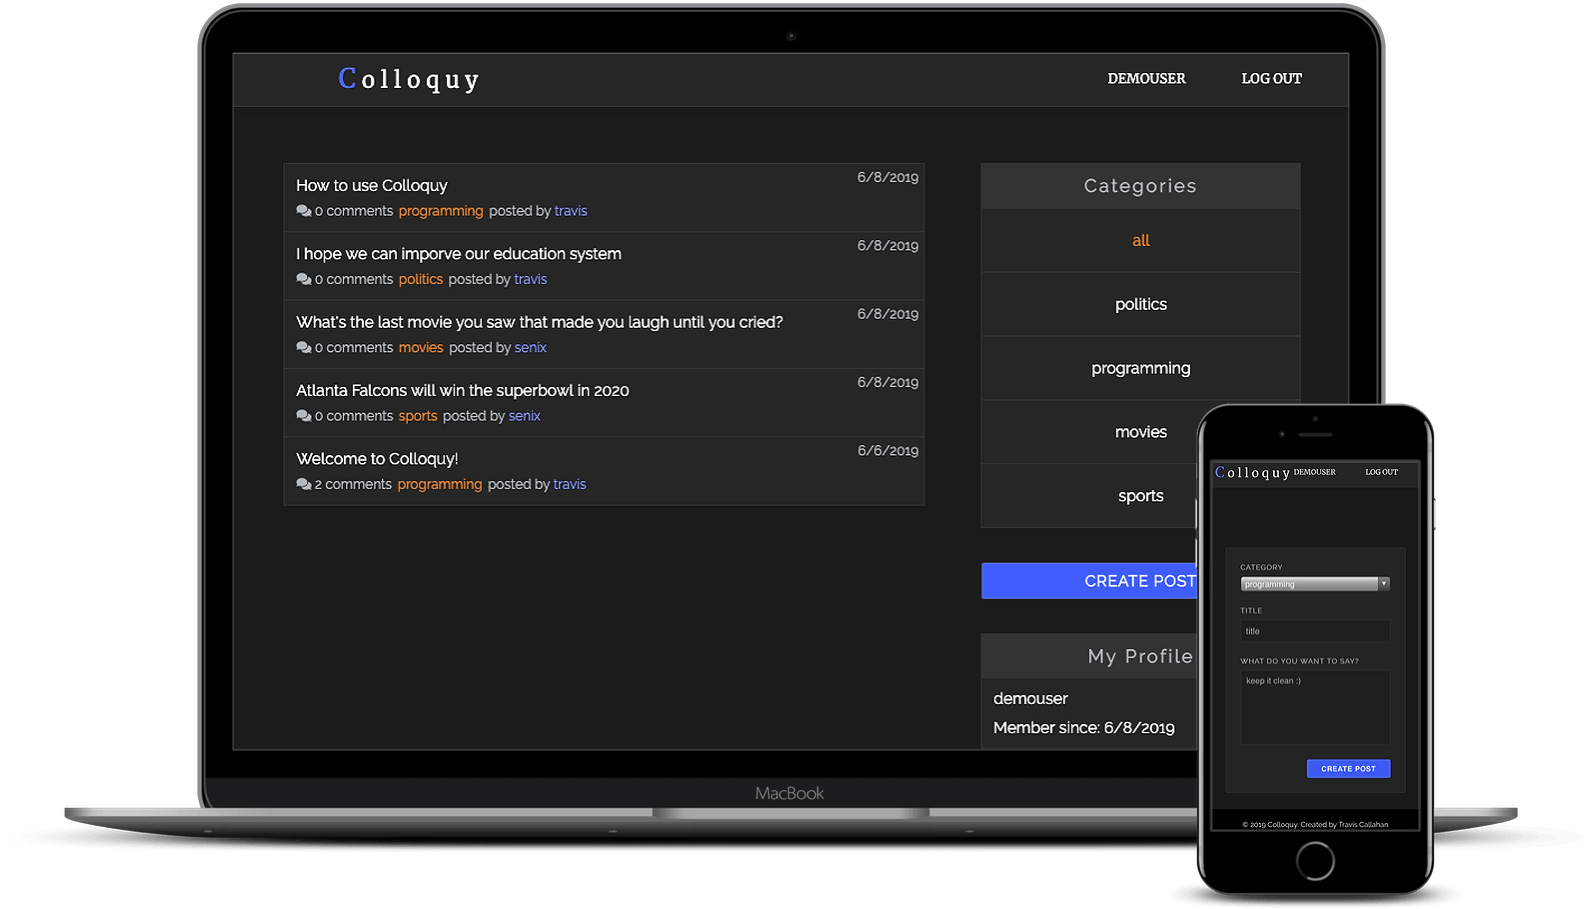 Colloquy DEMOUSER LOG OUT
How to use Colloquy 6/8/2019
0 comments programming posted by travis
I hope we can imporve our education system 6/8/2019
0 comments politics posted by travis
What's the last movie you saw that made you laugh until you cried? 6/8/2019
0 comments movies posted by senix
Atlanta Falcons will win the superbowl in 2020 6/8/2019
0 comments sports posted by senix
Welcome to Colloquy! 6/6/2019
2 comments programming posted by travis
Categories
all
politics
programming
movies
sports
CREATE POST
My Profile
demouser
Member since: 6/8/2019
MacBook
Colloquy DEMOUSER LOG OUT
CATEGORY
programming
TITLE
title
WHAT DO YOU WANT TO SAY?
keep it clean :)
CREATE POST
© 2019 Colloquy. Created by Travis Callahan